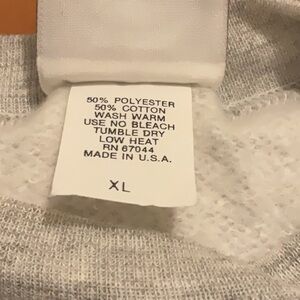 50% POLYESTER
50% COTTON
WASH WARM
USE NO BLEACH
TUMBLE DRY
LOW HEAT
RN 67044
MADE IN U.S.A.
XL